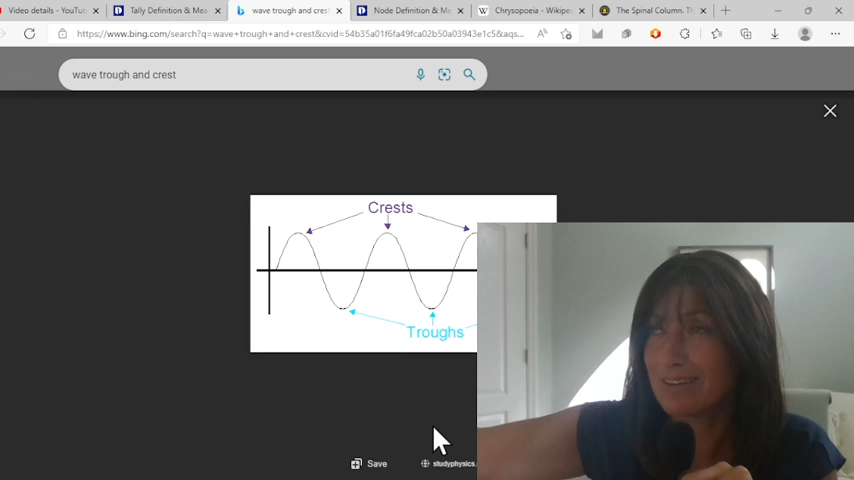 Video details - YouTub
Tally Definition & Mea
wave trough and crest
Node Definition & Me
Chrysopoeia - Wikipe
The Spinal Column. Th
https://www.bing.com/search?q=wave+trough+and+crest&cvid=54b35a01f6fa49fca02b50a03943e1c5&aqs...
wave trough and crest
Crests
Troughs
Save
studyphysics.